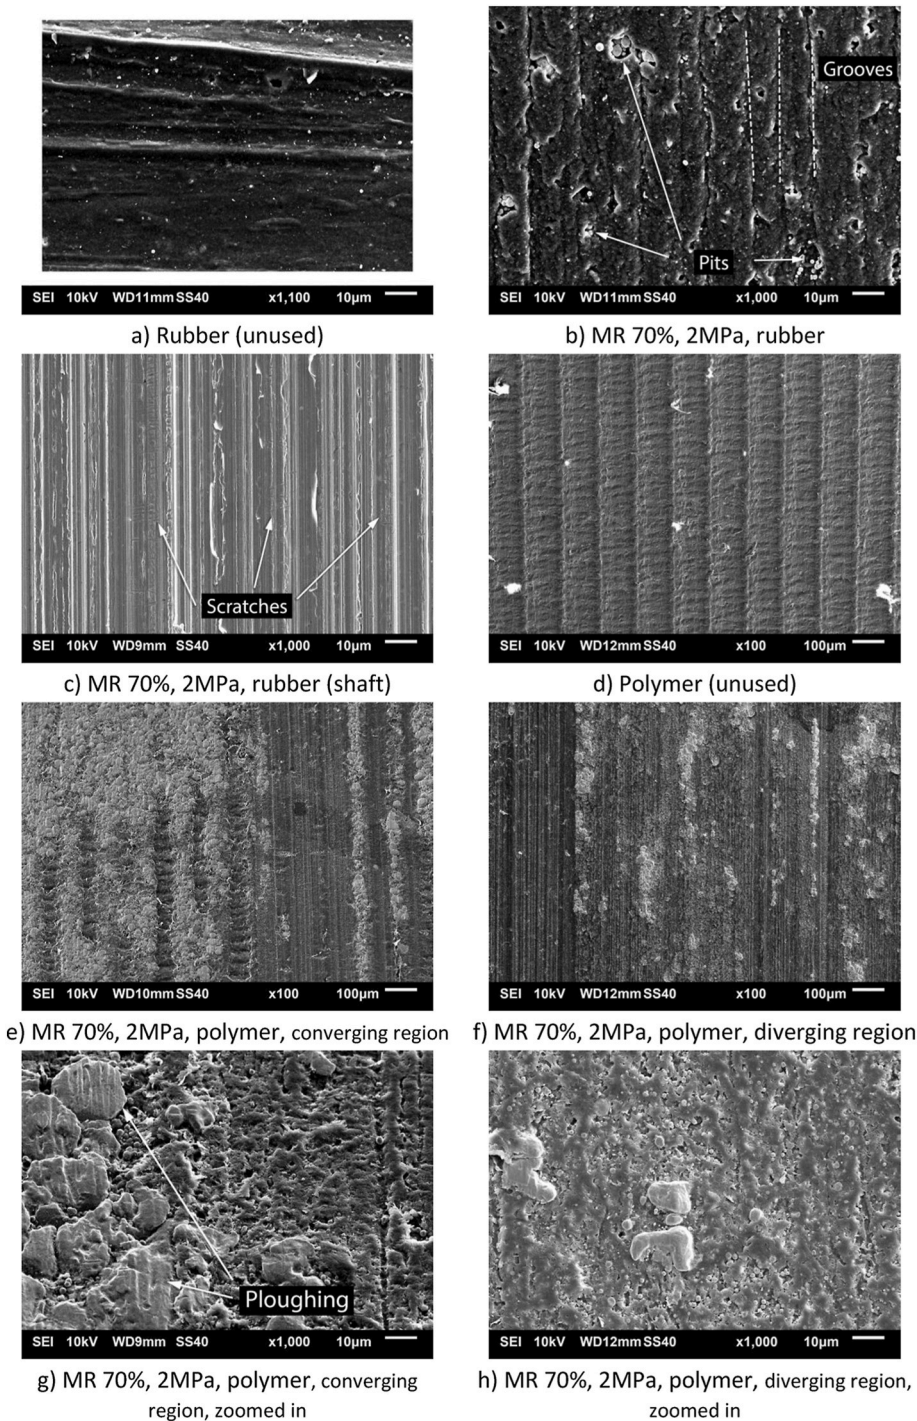 Grooves
Pits
SEI 10kV WD11mm SS40 x1,100 10µm
SEI 10kV WD11mm SS40 x1,000 10µm
a) Rubber (unused)
b) MR 70%, 2MPa, rubber
Scratches
SEI 10kV WD9mm SS40 x1,000 10µm
SEI 10kV WD12mm SS40 x100 100µm
c) MR 70%, 2MPa, rubber (shaft)
d) Polymer (unused)
SEI 10kV WD10mm SS40 x100 100µm
SEI 10kV WD12mm SS40 x100 100µm
e) MR 70%, 2MPa, polymer, converging region
f) MR 70%, 2MPa, polymer, diverging region
Ploughing
SEI 10kV WD9mm SS40 x1,000 10µm
SEI 10kV WD12mm SS40 x1,000 10µm
g) MR 70%, 2MPa, polymer, converging
region, zoomed in
h) MR 70%, 2MPa, polymer, diverging region,
zoomed in